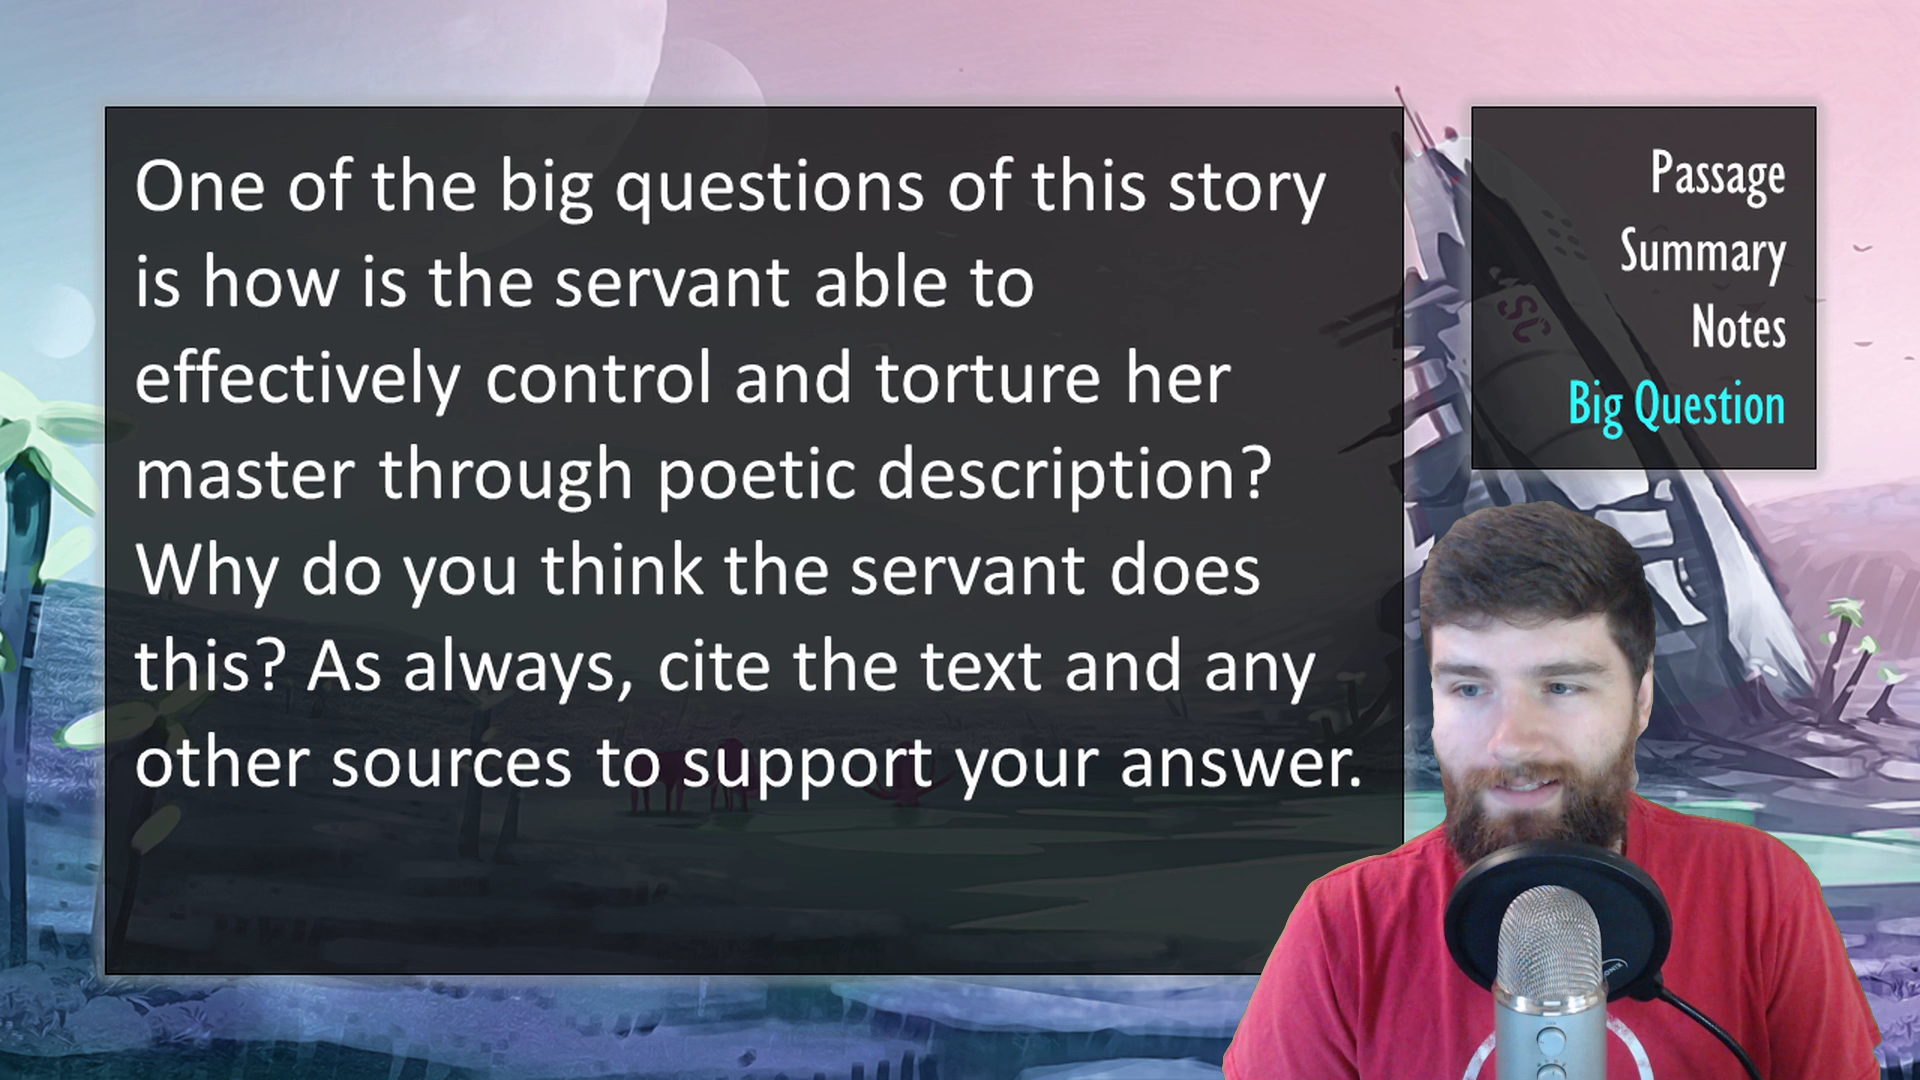 One of the big questions of this story
is how is the servant able to
effectively control and torture her
master through poetic description?
Why do you think the servant does
this? As always, cite the text and any
other sources to support your answer.
Passage
Summary
Notes
Big Question
SC